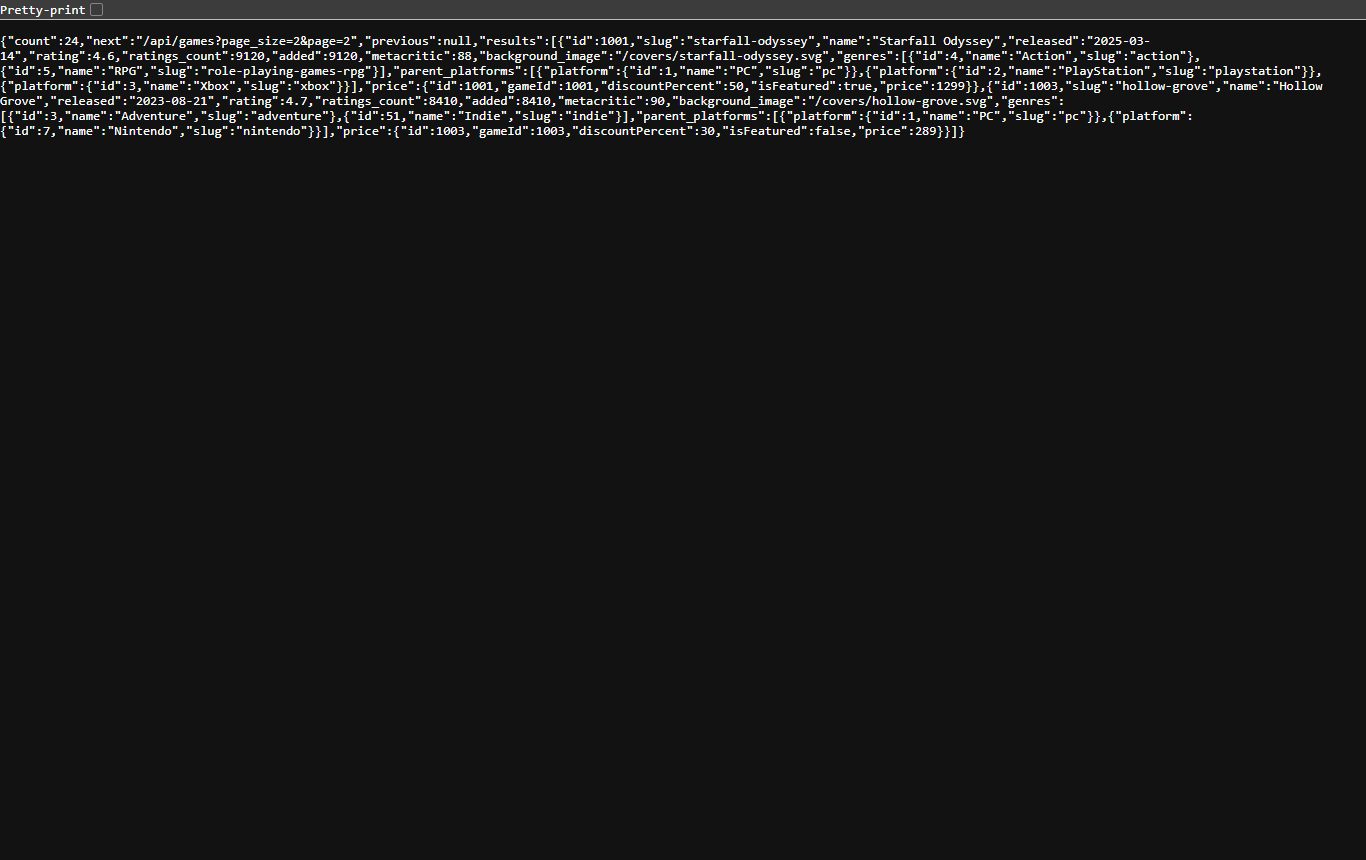 Pretty-print
{"count":24,"next":"/api/games?page_size=2&page=2","previous":null,"results":[{"id":1001,"slug":"starfall-odyssey","name":"Starfall Odyssey","released":"2025-03-
14","rating":4.6,"ratings_count":9120,"added":9120,"metacritic":88,"background_image":"/covers/starfall-odyssey.svg","genres":[{"id":4,"name":"Action","slug":"action"},
{"id":5,"name":"RPG","slug":"role-playing-games-rpg"}],"parent_platforms":[{"platform":{"id":1,"name":"PC","slug":"pc"}},{"platform":{"id":2,"name":"PlayStation","slug":"playstation"}},
{"platform":{"id":3,"name":"Xbox","slug":"xbox"}}],"price":{"id":1001,"gameId":1001,"discountPercent":50,"isFeatured":true,"price":1299}},{"id":1003,"slug":"hollow-grove","name":"Hollow
Grove","released":"2023-08-21","rating":4.7,"ratings_count":8410,"added":8410,"metacritic":90,"background_image":"/covers/hollow-grove.svg","genres":
[{"id":3,"name":"Adventure","slug":"adventure"},{"id":51,"name":"Indie","slug":"indie"}],"parent_platforms":[{"platform":{"id":1,"name":"PC","slug":"pc"}},{"platform":
{"id":7,"name":"Nintendo","slug":"nintendo"}}],"price":{"id":1003,"gameId":1003,"discountPercent":30,"isFeatured":false,"price":289}}]}